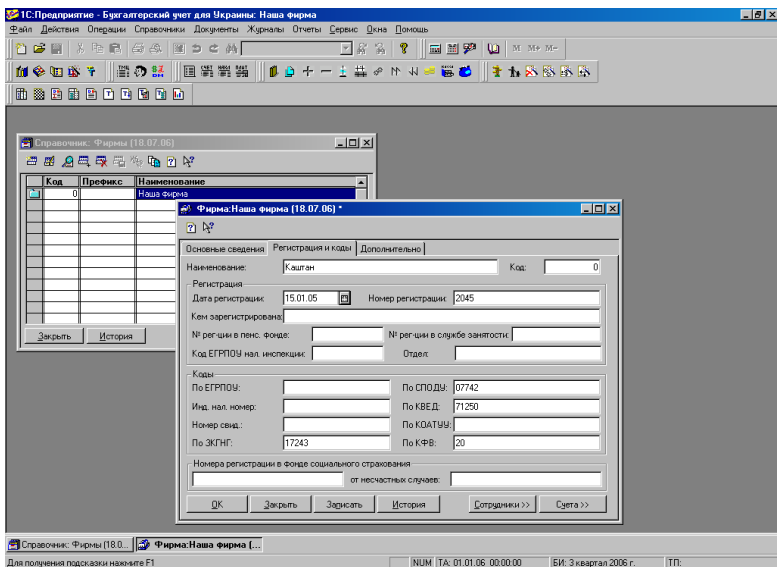 1С:Предприятие - Бухгалтерский учет для Украины: Наша фирма
Файл Действия Операции Справочники Документы Журналы Отчеты Сервис Окна Помощь
M M+ M-
Справочник: Фирмы (18.07.06)
Код Префикс Наименование
0 Наша фирма
Закрыть История
Фирма:Наша фирма (18.07.06) *
Основные сведения Регистрация и коды Дополнительно
Наименование: Каштан Код: 0
Регистрация
Дата регистрации: 15.01.05 Номер регистрации: 2045
Кем зарегистрирована:
№ рег-ции в пенс. фонде: № рег-ции в службе занятости:
Код ЕГРПОУ нал. инспекции: Отдел:
Коды
По ЕГРПОУ: По СПОДУ: 07742
Инд. нал. номер: По КВЕД: 71250
Номер свид.: По КОАТУУ:
По ЗКГНГ: 17243 По КФВ: 20
Номера регистрации в Фонде социального страхования
от несчастных случаев:
OK Закрыть Записать История Сотрудники >> Счета >>
Справочник: Фирмы (18.0... Фирма:Наша фирма (...
Для получения подсказки нажмите F1 NUM TA: 01.01.06 00:00:00 БИ: 3 квартал 2006 г. ТП: